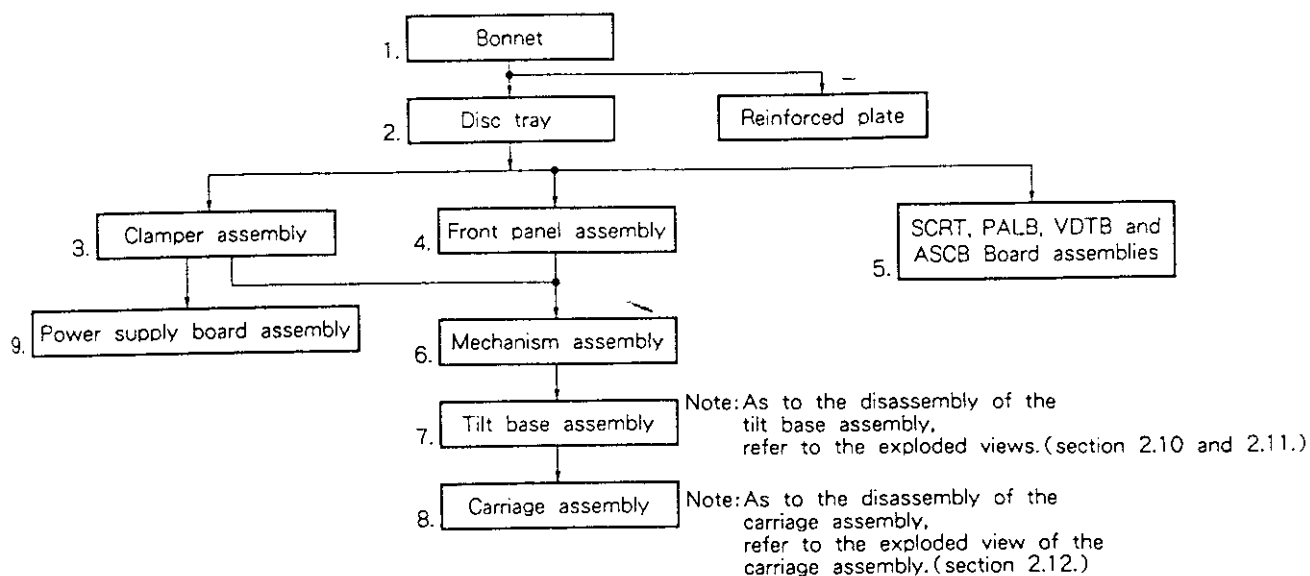 1. Bonnet
2. Disc tray
Reinforced plate
3. Clamper assembly
4. Front panel assembly
5. SCRT, PALB, VDTB and
ASCB Board assemblies
9. Power supply board assembly
6. Mechanism assembly
7. Tilt base assembly
Note:As to the disassembly of the
tilt base assembly,
refer to the exploded views.(section 2.10 and 2.11.)
8. Carriage assembly
Note:As to the disassembly of the
carriage assembly,
refer to the exploded view of the
carriage assembly.(section 2.12.)